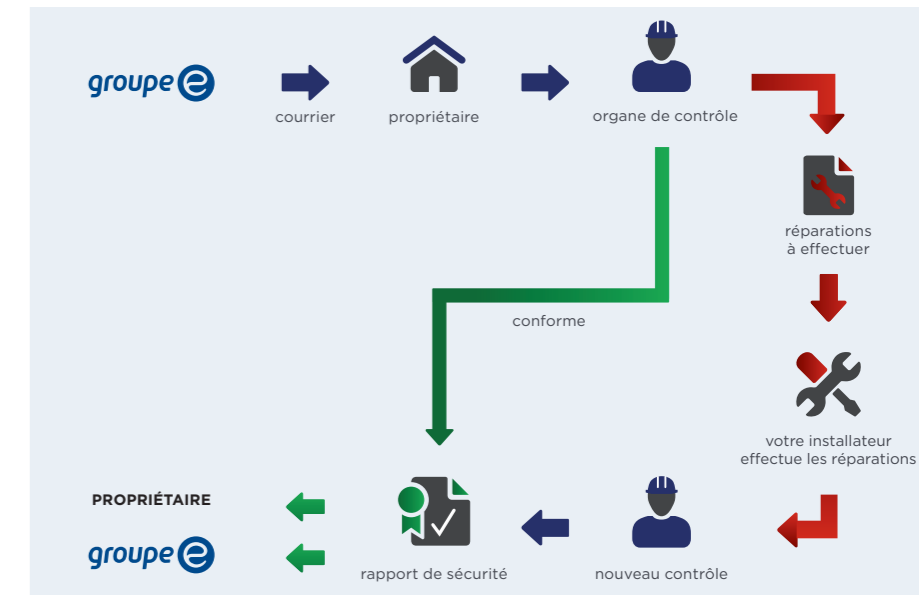 groupe e
courrier
propriétaire
organe de contrôle
réparations
à effectuer
conforme
votre installateur
effectue les réparations
PROPRIÉTAIRE
groupe e
rapport de sécurité
nouveau contrôle